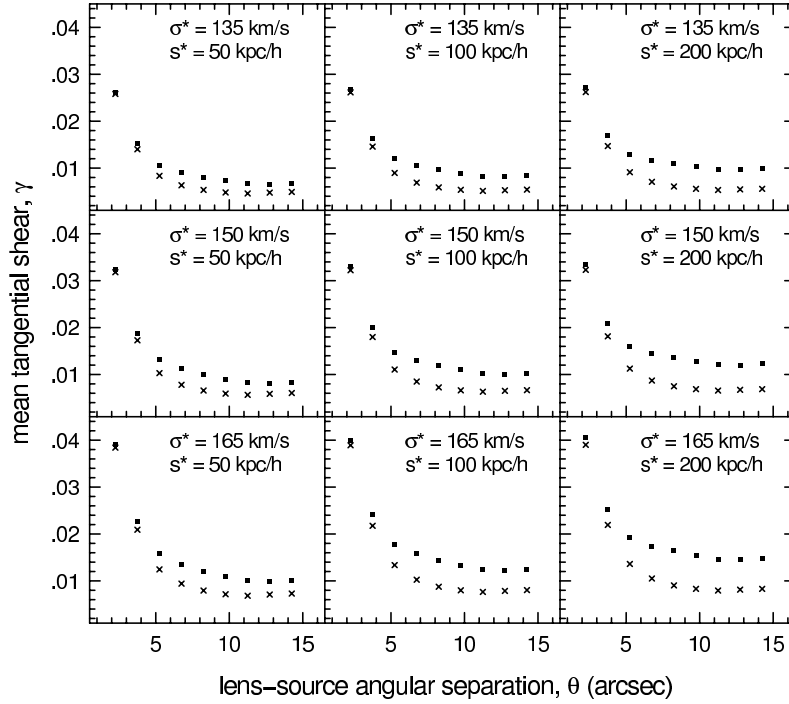 .04
.03
.02
.01
σ* = 135 km/s
s* = 50 kpc/h
σ* = 135 km/s
s* = 100 kpc/h
σ* = 135 km/s
s* = 200 kpc/h
.04
.03
.02
.01
σ* = 150 km/s
s* = 50 kpc/h
σ* = 150 km/s
s* = 100 kpc/h
σ* = 150 km/s
s* = 200 kpc/h
.04
.03
.02
.01
σ* = 165 km/s
s* = 50 kpc/h
σ* = 165 km/s
s* = 100 kpc/h
σ* = 165 km/s
s* = 200 kpc/h
mean tangential shear, γ
5 10 15 5 10 15 5 10 15
lens-source angular separation, θ (arcsec)